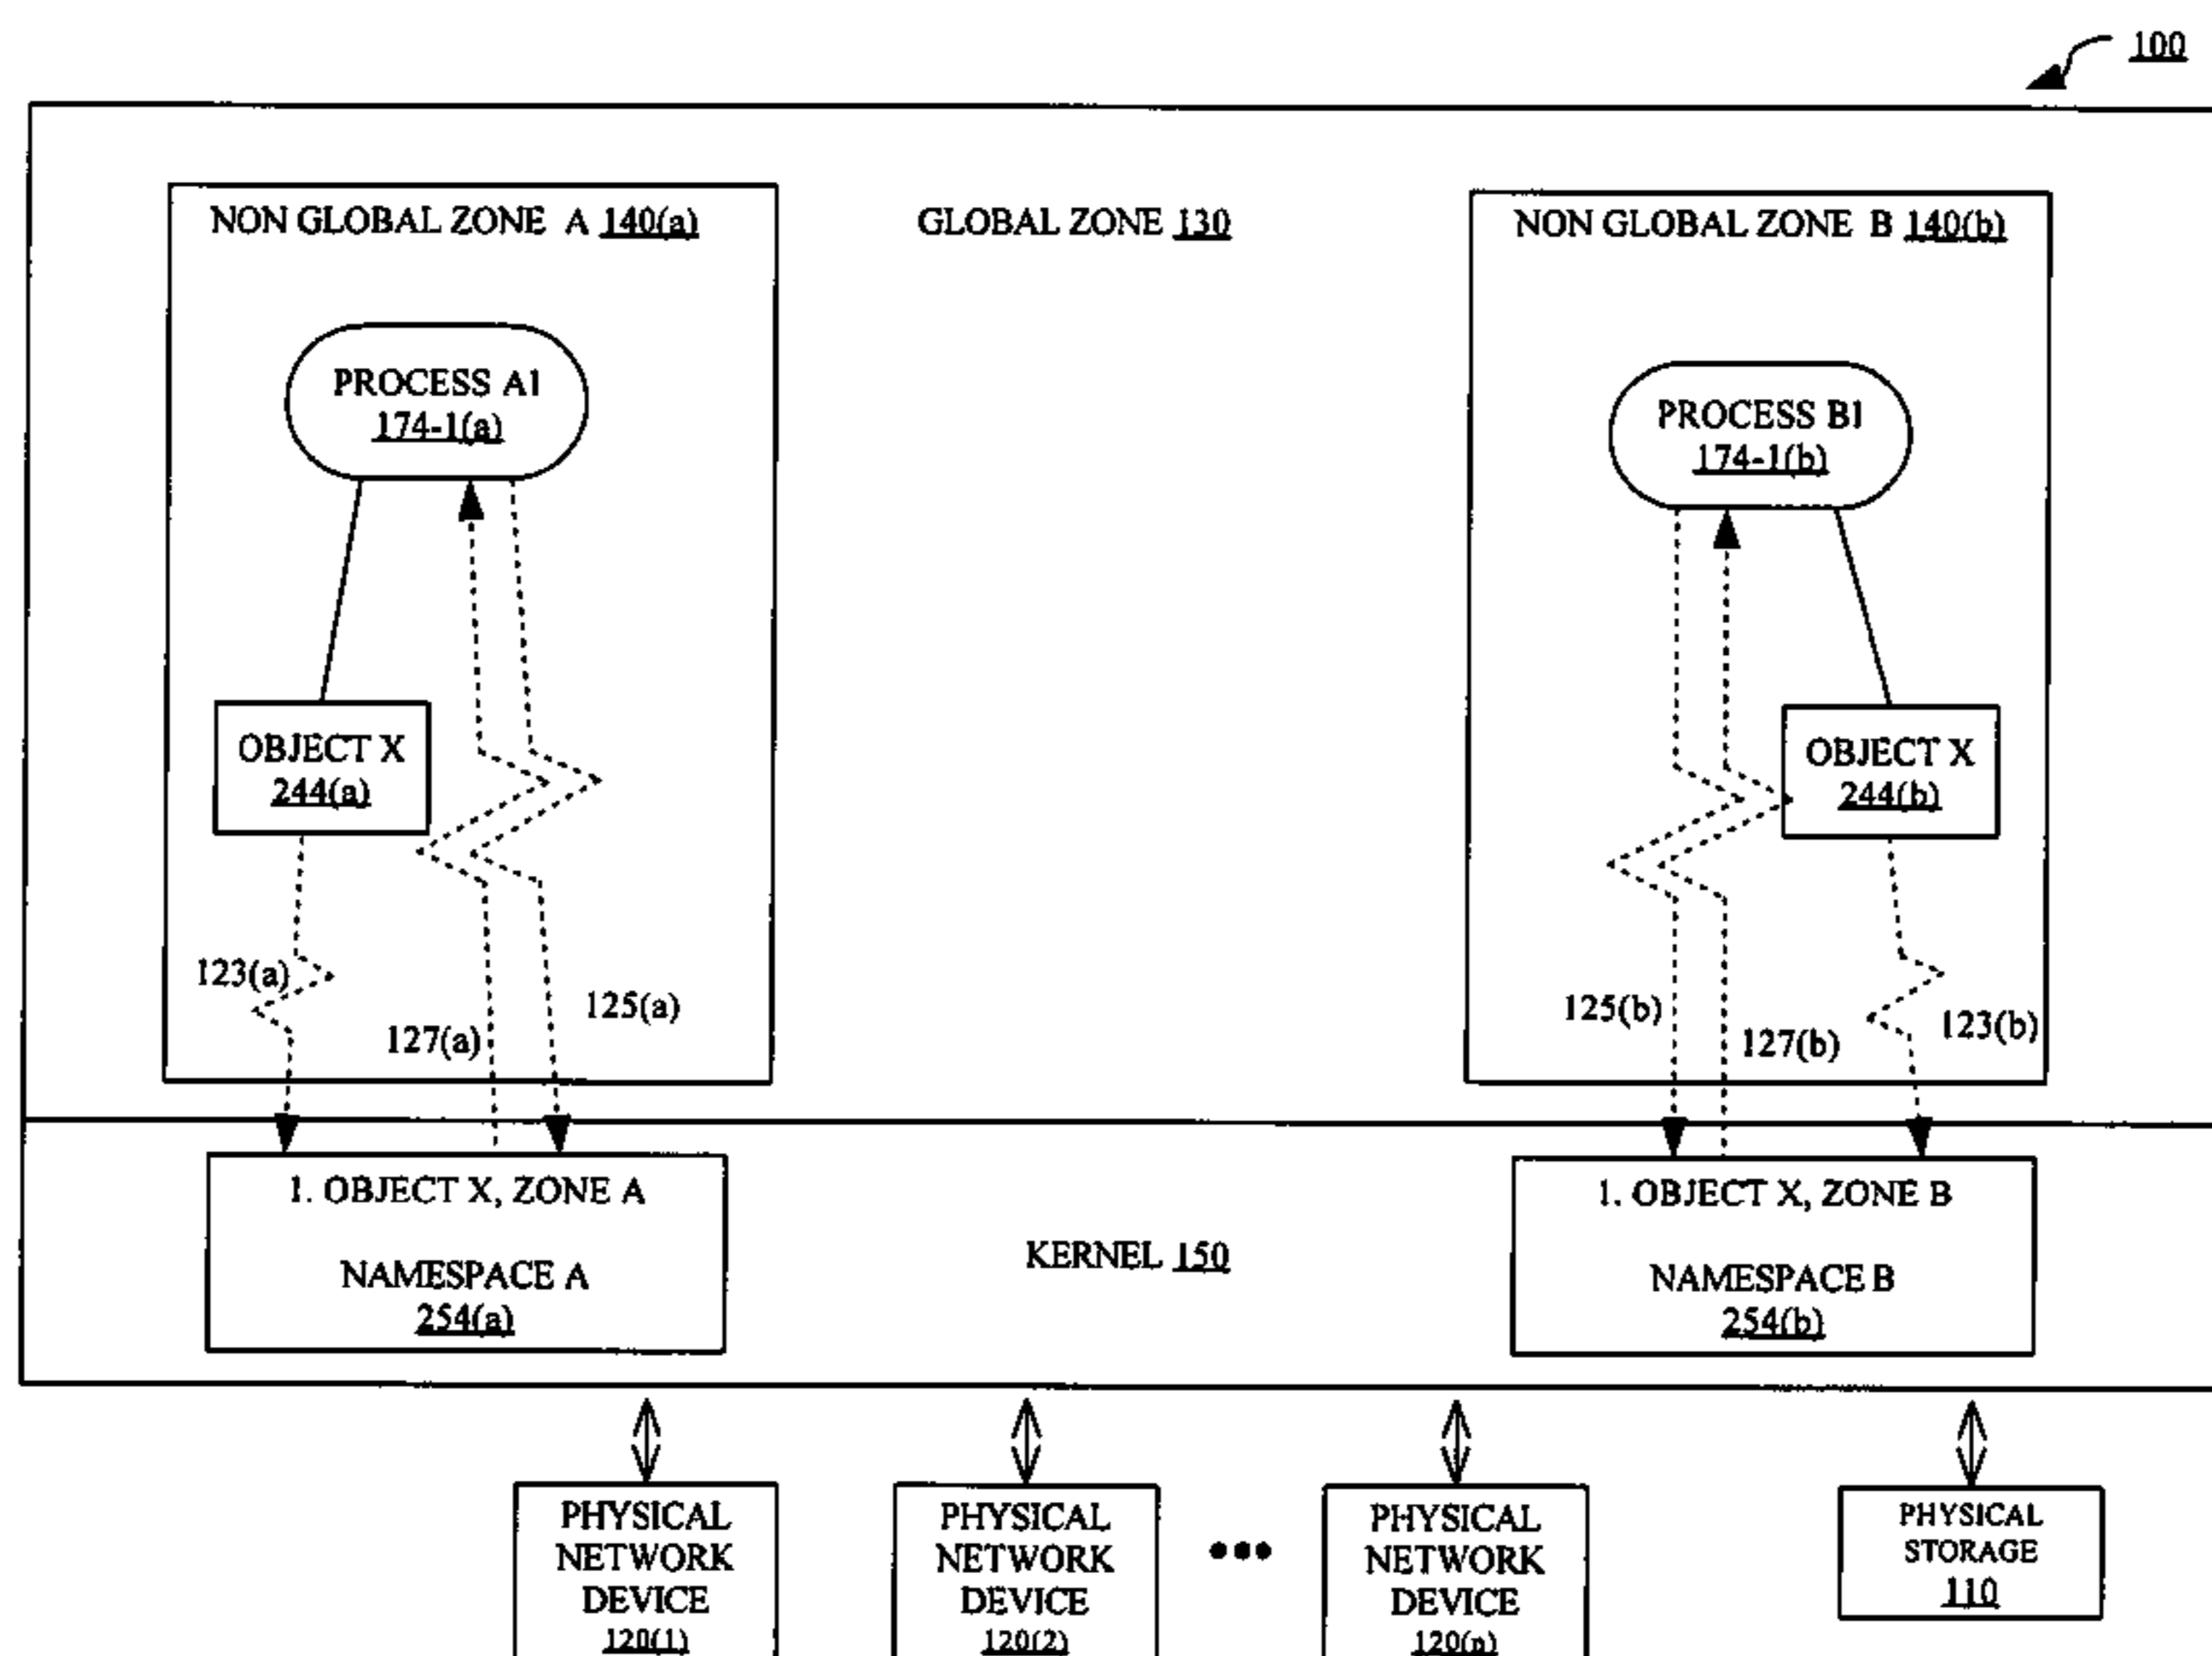 100
NON GLOBAL ZONE A 140(a)
GLOBAL ZONE 130
NON GLOBAL ZONE B 140(b)
PROCESS A1
174-1(a)
PROCESS B1
174-1(b)
OBJECT X
244(a)
OBJECT X
244(b)
123(a)
127(a)
125(a)
125(b)
127(b)
123(b)
1. OBJECT X, ZONE A
NAMESPACE A
254(a)
KERNEL 150
1. OBJECT X, ZONE B
NAMESPACE B
254(b)
PHYSICAL
NETWORK
DEVICE
120(1)
PHYSICAL
NETWORK
DEVICE
120(2)
•••
PHYSICAL
NETWORK
DEVICE
120(n)
PHYSICAL
STORAGE
110